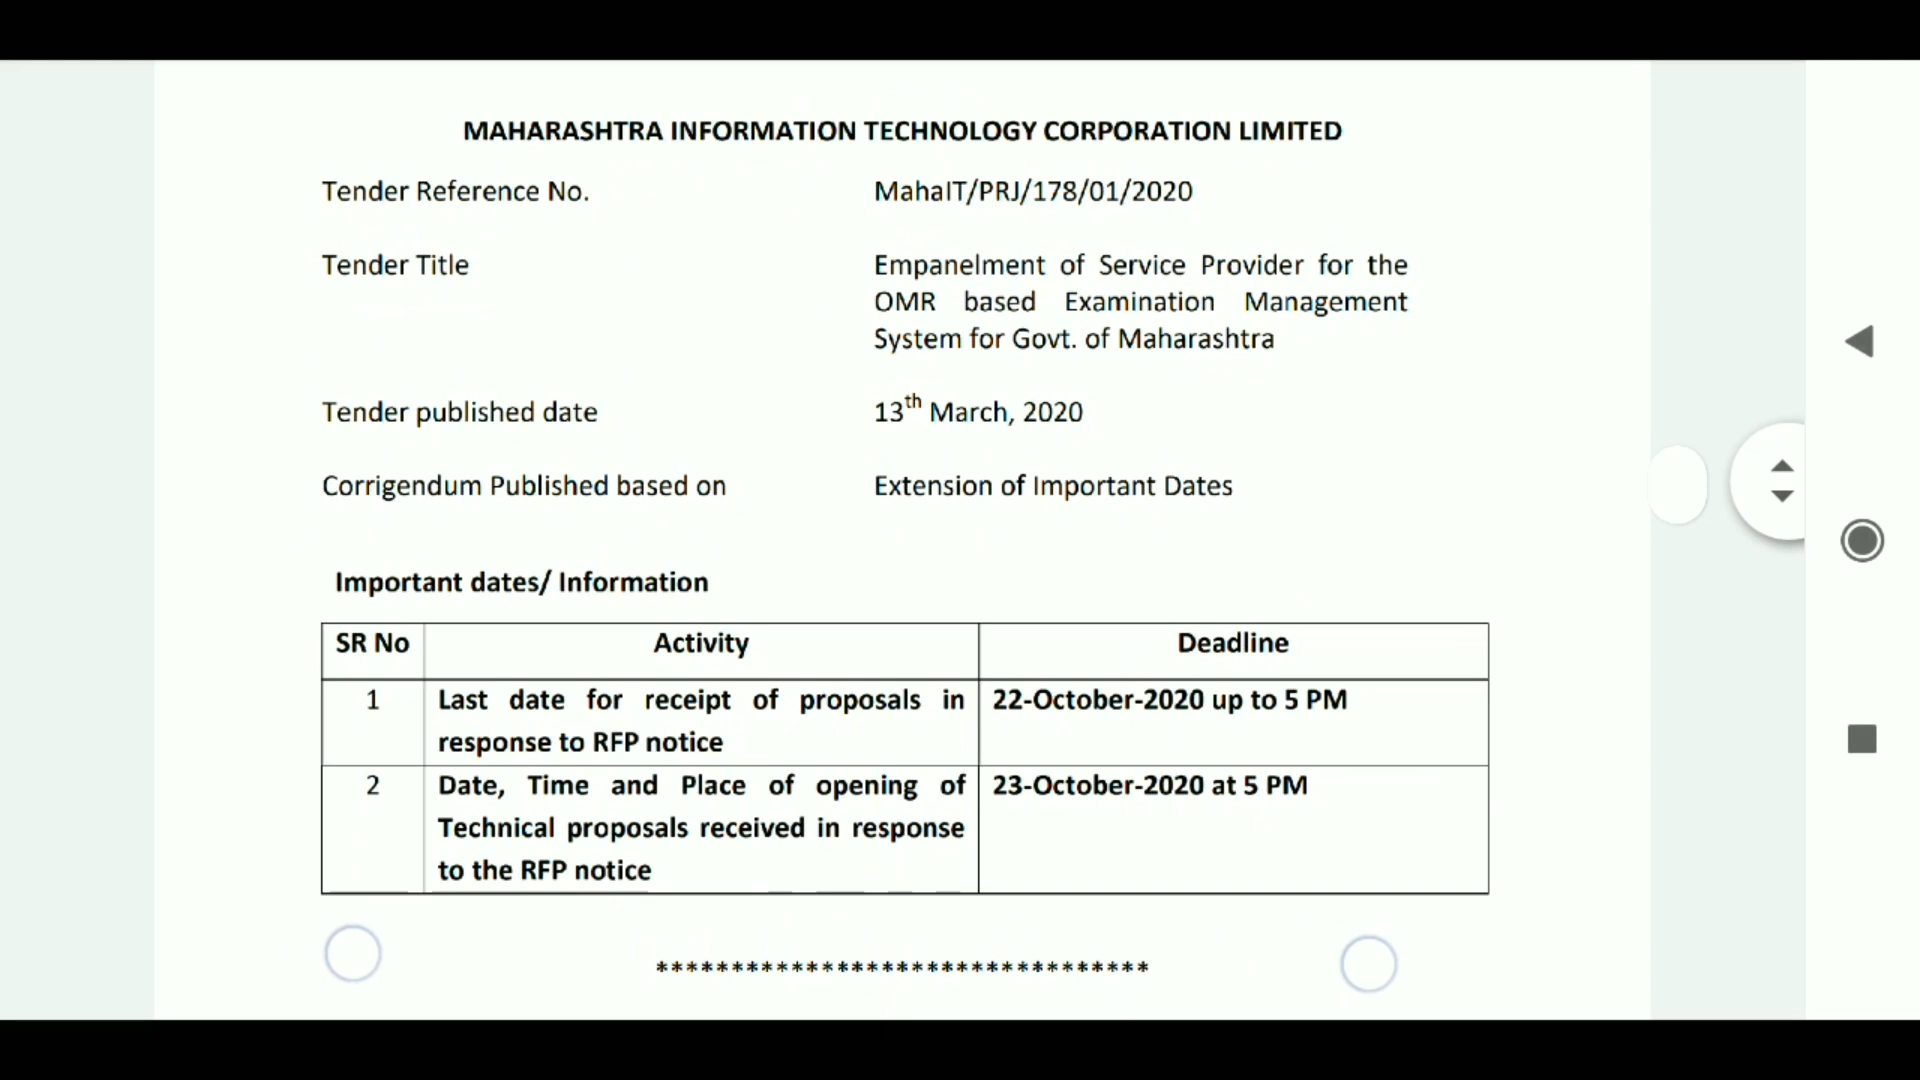 MAHARASHTRA INFORMATION TECHNOLOGY CORPORATION LIMITED
Tender Reference No. MahaIT/PRJ/178/01/2020
Tender Title Empanelment of Service Provider for the
OMR based Examination Management
System for Govt. of Maharashtra
Tender published date 13th March, 2020
Corrigendum Published based on Extension of Important Dates
Important dates/ Information
SR No Activity Deadline
1 Last date for receipt of proposals in 22-October-2020 up to 5 PM
response to RFP notice
2 Date, Time and Place of opening of 23-October-2020 at 5 PM
Technical proposals received in response
to the RFP notice
*********************************